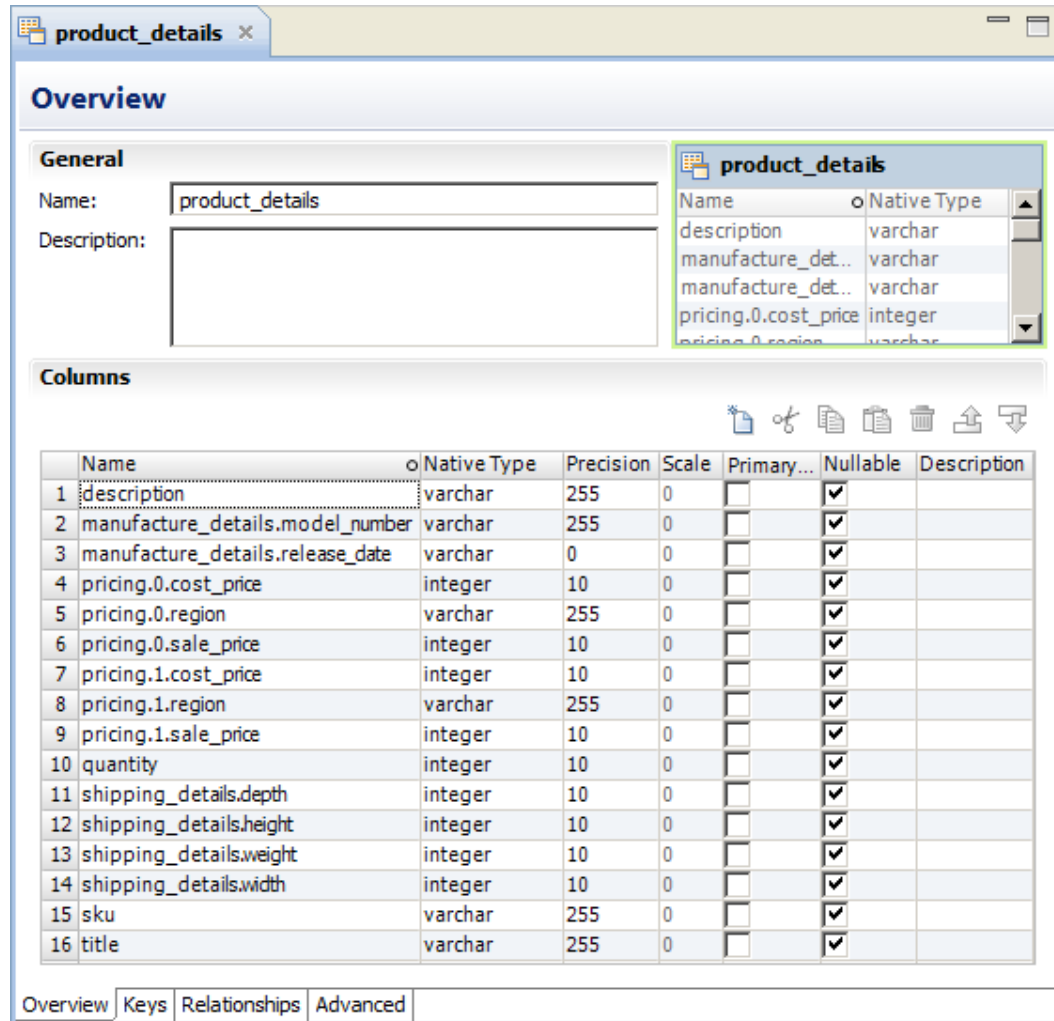 product_details
Overview
General
Name: product_details
Description:
product_details
Name Native Type
description varchar
manufacture_det... varchar
manufacture_det... varchar
pricing.0.cost_price integer
pricing.0.region varchar
Columns
Name Native Type Precision Scale Primary... Nullable Description
1 description varchar 255 0
2 manufacture_details.model_number varchar 255 0
3 manufacture_details.release_date varchar 0 0
4 pricing.0.cost_price integer 10 0
5 pricing.0.region varchar 255 0
6 pricing.0.sale_price integer 10 0
7 pricing.1.cost_price integer 10 0
8 pricing.1.region varchar 255 0
9 pricing.1.sale_price integer 10 0
10 quantity integer 10 0
11 shipping_details.depth integer 10 0
12 shipping_details.height integer 10 0
13 shipping_details.weight integer 10 0
14 shipping_details.width integer 10 0
15 sku varchar 255 0
16 title varchar 255 0
Overview Keys Relationships Advanced